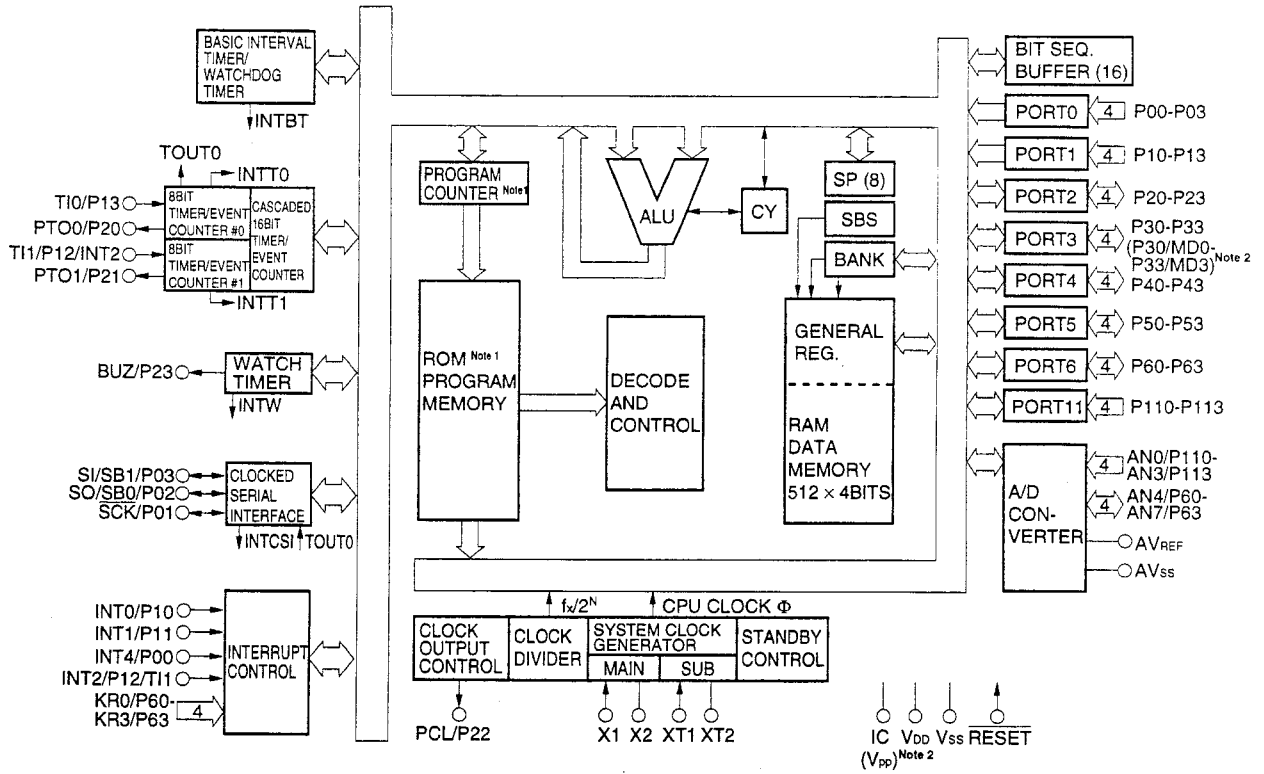 BASIC INTERVAL
TIMER/
WATCHDOG
TIMER
INTBT
TOUT0
INTT0
TI0/P13
PTO0/P20
TI1/P12/INT2
PTO1/P21
8BIT
TIMER/EVENT
COUNTER #0
8BIT
TIMER/EVENT
COUNTER #1
CASCADED
16BIT
TIMER/
EVENT
COUNTER
INTT1
BUZ/P23
WATCH
TIMER
INTW
SI/SB1/P03
SO/SB0/P02
SCK/P01
CLOCKED
SERIAL
INTERFACE
INTCSI
TOUT0
INT0/P10
INT1/P11
INT4/P00
INT2/P12/TI1
KR0/P60-
KR3/P63
4
INTERRUPT
CONTROL
PROGRAM
COUNTER Note1
ALU
CY
SP (8)
SBS
BANK
ROM Note 1
PROGRAM
MEMORY
DECODE
AND
CONTROL
GENERAL
REG.
RAM
DATA
MEMORY
512 × 4BITS
fx/2^N
CPU CLOCK Φ
CLOCK
OUTPUT
CONTROL
CLOCK
DIVIDER
SYSTEM CLOCK
GENERATOR
MAIN
SUB
STANDBY
CONTROL
PCL/P22
X1
X2
XT1
XT2
BIT SEQ.
BUFFER (16)
PORT0
4
P00-P03
PORT1
4
P10-P13
PORT2
4
P20-P23
PORT3
4
P30-P33
(P30/MD0-
P33/MD3) Note 2
PORT4
4
P40-P43
PORT5
4
P50-P53
PORT6
4
P60-P63
PORT11
4
P110-P113
A/D
CON-
VERTER
4
AN0/P110-
AN3/P113
4
AN4/P60-
AN7/P63
AVREF
AVSS
IC
(Vpp) Note 2
VDD
VSS
RESET